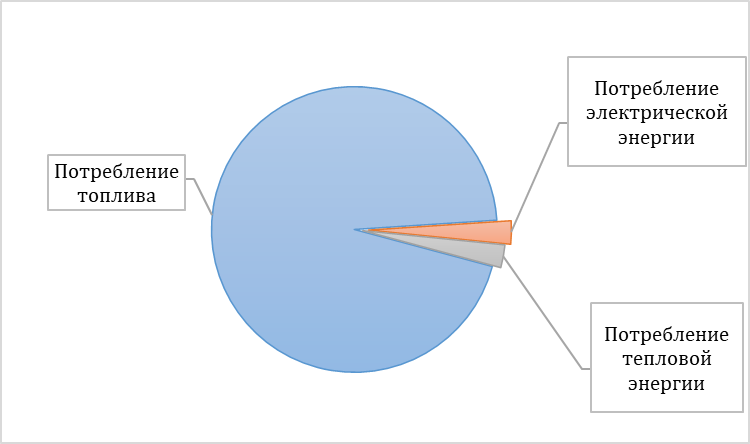 Потребление
электрической
энергии
Потребление
топлива
Потребление
тепловой
энергии